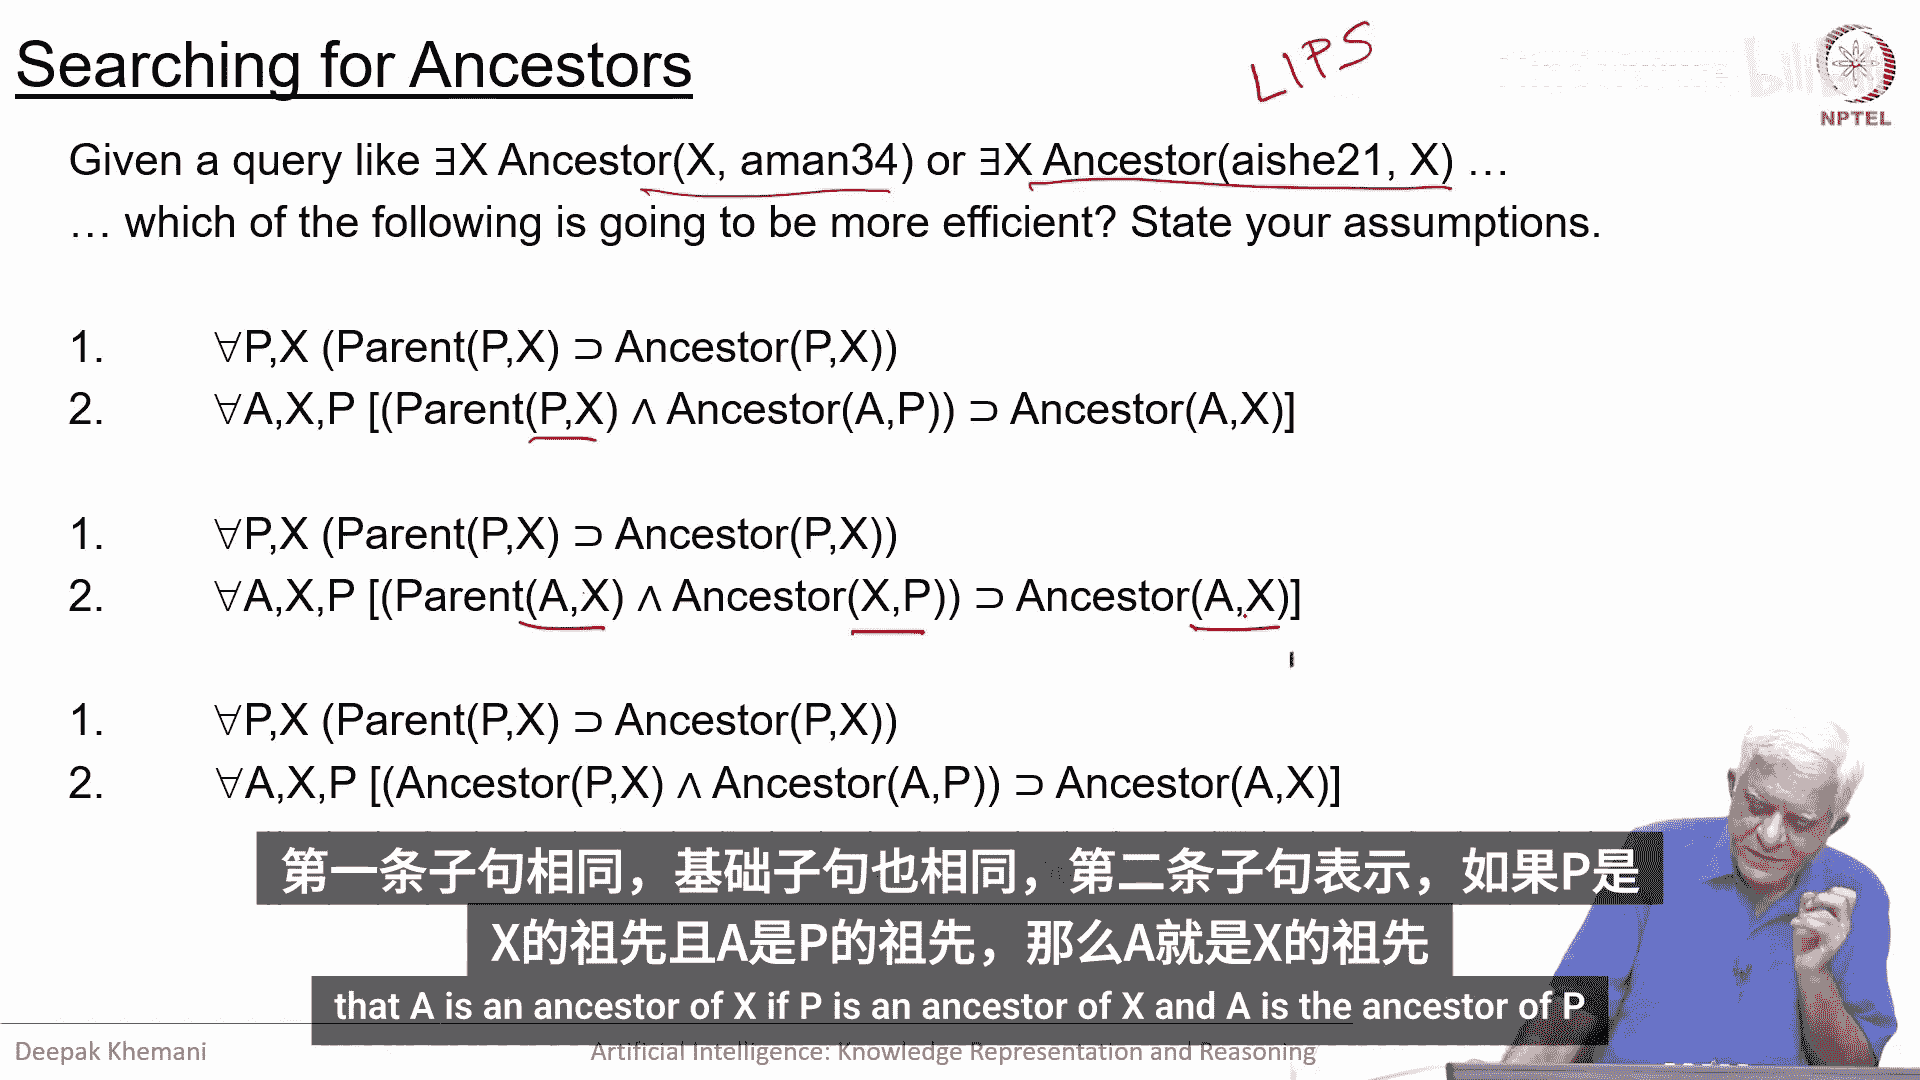 Searching for Ancestors
LIPS
NPTEL
Given a query like ∃X Ancestor(X, aman34) or ∃X Ancestor(aishe21, X) …
… which of the following is going to be more efficient? State your assumptions.
1. ∀P,X (Parent(P,X) ⊃ Ancestor(P,X))
2. ∀A,X,P [(Parent(P,X) ∧ Ancestor(A,P)) ⊃ Ancestor(A,X)]
1. ∀P,X (Parent(P,X) ⊃ Ancestor(P,X))
2. ∀A,X,P [(Parent(A,X) ∧ Ancestor(X,P)) ⊃ Ancestor(A,X)]
1. ∀P,X (Parent(P,X) ⊃ Ancestor(P,X))
2. ∀A,X,P [(Ancestor(P,X) ∧ Ancestor(A,P)) ⊃ Ancestor(A,X)]
第一条子句相同，基础子句也相同，第二条子句表示，如果P是
X的祖先且A是P的祖先，那么A就是X的祖先
that A is an ancestor of X if P is an ancestor of X and A is the ancestor of P
Deepak Khemani
Artificial Intelligence: Knowledge Representation and Reasoning